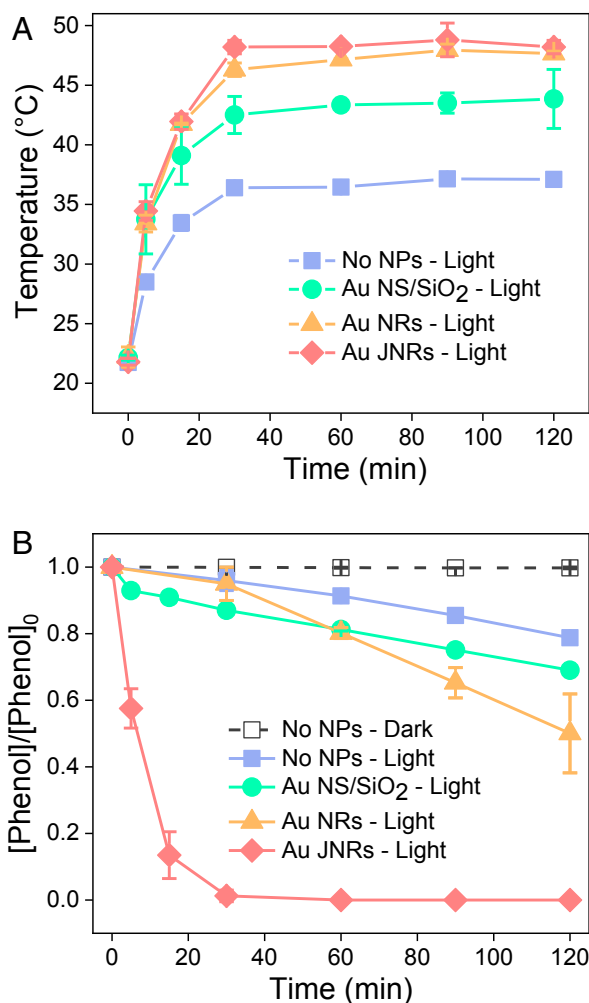 A
50
45
40
35
30
25
20
Temperature (°C)
No NPs - Light
Au NS/SiO₂ - Light
Au NRs - Light
Au JNRs - Light
0 20 40 60 80 100 120
Time (min)
B
1.0
0.8
0.6
0.4
0.2
0.0
[Phenol]/[Phenol]₀
No NPs - Dark
No NPs - Light
Au NS/SiO₂ - Light
Au NRs - Light
Au JNRs - Light
0 20 40 60 80 100 120
Time (min)